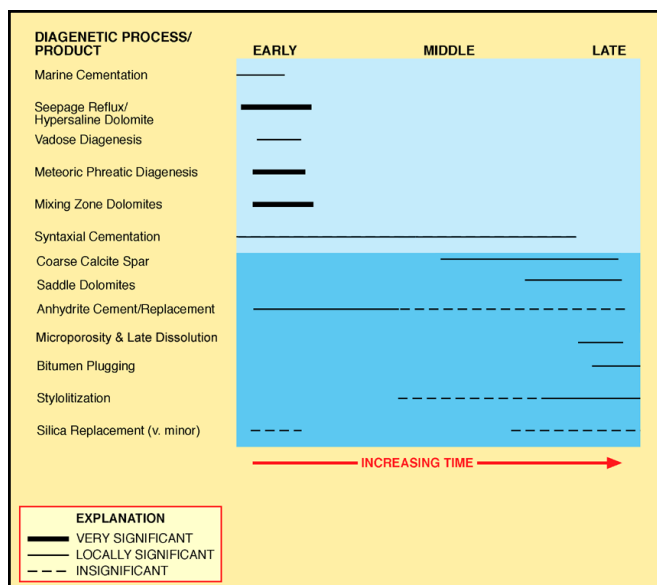 DIAGENETIC PROCESS/
PRODUCT
EARLY MIDDLE LATE
Marine Cementation
Seepage Reflux/
Hypersaline Dolomite
Vadose Diagenesis
Meteoric Phreatic Diagenesis
Mixing Zone Dolomites
Syntaxial Cementation
Coarse Calcite Spar
Saddle Dolomites
Anhydrite Cement/Replacement
Microporosity & Late Dissolution
Bitumen Plugging
Stylolitization
Silica Replacement (v. minor)
INCREASING TIME
EXPLANATION
VERY SIGNIFICANT
LOCALLY SIGNIFICANT
INSIGNIFICANT